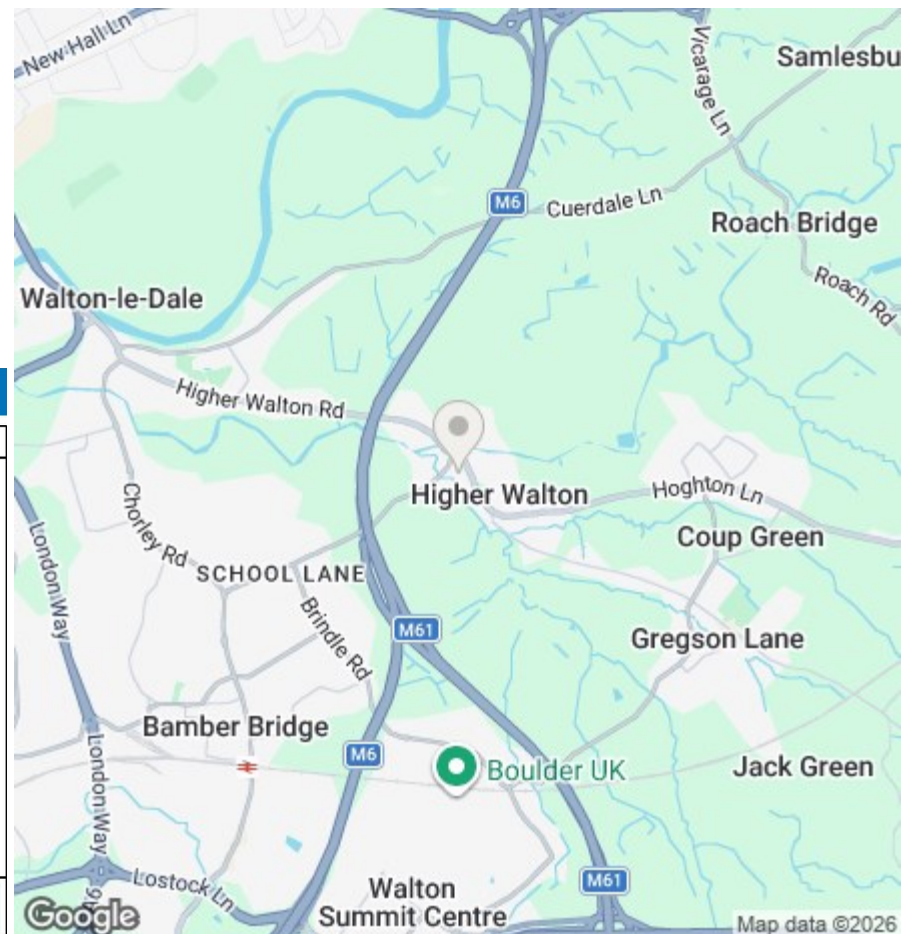 New Hall Ln
Vicarage Ln
Samlesbu
M6
Cuerdale Ln
Roach Bridge
Roach Rd
Walton-le-Dale
Higher Walton Rd
Higher Walton
Hoghton Ln
Coup Green
Chorley Rd
London Way
SCHOOL LANE
Brindle Rd
M61
Gregson Lane
Bamber Bridge
M6
Boulder UK
Jack Green
London Way
Lostock Ln
Walton
Summit Centre
M61
Google
Map data ©2026